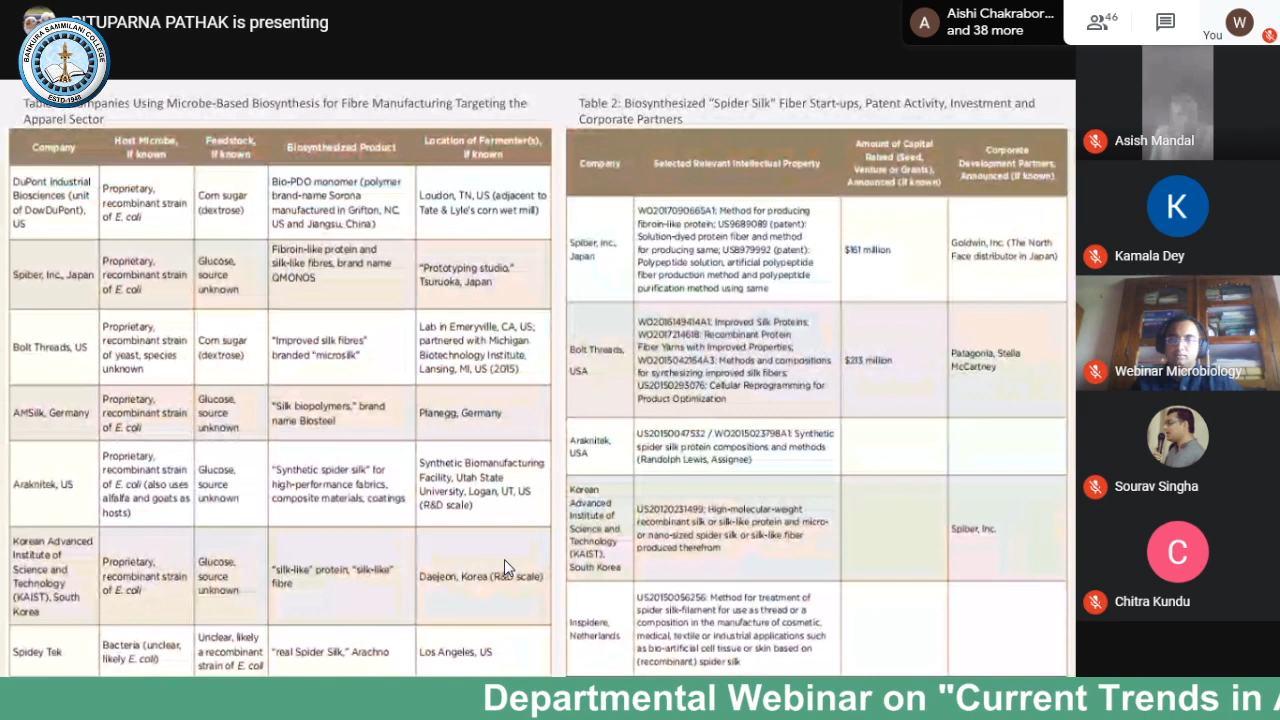 RITUPARNA PATHAK is presenting
BANKURA SAMMILANI COLLEGE
ESTD-1948
A
Aishi Chakrabor...
and 38 more
46
You
W
Companies Using Microbe-Based Biosynthesis for Fibre Manufacturing Targeting the
Apparel Sector
Company
Host Microbe,
if known
Feedstock,
if known
Biosynthesized Product
Location of Fermenter(s),
if known
DuPont Industrial
Biosciences (unit
of DowDuPont),
US
Proprietary,
recombinant strain
of E. coli
Corn sugar
(dextrose)
Bio-PDO monomer (polymer
brand-name Sorona
manufactured in Grifton, NC,
US and Jiangsu, China)
Loudon, TN, US (adjacent to
Tate & Lyle's corn wet mill)
Spiber, Inc., Japan
Proprietary,
recombinant strain
of E. coli
Glucose,
source
unknown
Fibroin-like protein and
silk-like fibres, brand name
QMONOS
"Prototyping studio,"
Tsuruoka, Japan
Bolt Threads, US
Proprietary,
recombinant strain
of yeast, species
unknown
Corn sugar
(dextrose)
"Improved silk fibres"
branded "microsilk"
Lab in Emeryville, CA, US;
partnered with Michigan
Biotechnology Institute,
Lansing, MI, US (2015)
AMSilk, Germany
Proprietary,
recombinant strain
of E. coli
Glucose,
source
unknown
"Silk biopolymers," brand
name Biosteel
Planegg, Germany
Araknitek, US
Proprietary,
recombinant strain
of E. coli (also uses
alfalfa and goats as
hosts)
Glucose,
source
unknown
"Synthetic spider silk" for
high-performance fabrics,
composite materials, coatings
Synthetic Biomanufacturing
Facility, Utah State
University, Logan, UT, US
(R&D scale)
Korean Advanced
Institute of
Science and
Technology
(KAIST), South
Korea
Proprietary,
recombinant strain
of E. coli
Glucose,
source
unknown
"silk-like" protein, "silk-like"
fibre
Daejeon, Korea (R&D scale)
Spidey Tek
Bacteria (unclear,
likely E. coli)
Unclear, likely
a recombinant
strain of E. coli
"real Spider Silk," Arachno
Los Angeles, US
Table 2: Biosynthesized "Spider Silk" Fiber Start-ups, Patent Activity, Investment and
Corporate Partners
Company
Selected Relevant Intellectual Property
Amount of Capital
Raised (Seed,
Venture or Grants),
Announced (if known)
Corporate
Development Partners,
Announced (if known)
Spiber, Inc.,
Japan
WO2017090665A1: Method for producing
fibroin-like protein; US9689089 (patent):
Solution-dyed protein fiber and method
for producing same; US8979992 (patent):
Polypeptide solution, artificial polypeptide
fiber production method and polypeptide
purification method using same
$161 million
Goldwin, Inc. (The North
Face distributor in Japan)
Bolt Threads,
USA
WO2016149414A1: Improved Silk Proteins;
WO2017214618: Recombinant Protein
Fiber Yarns with Improved Properties;
WO2015042164A3: Methods and compositions
for synthesizing improved silk fibers;
US20150293076: Cellular Reprogramming for
Product Optimization
$213 million
Patagonia, Stella
McCartney
Araknitek,
USA
US20150047532 / WO2015023798A1: Synthetic
spider silk protein compositions and methods
(Randolph Lewis, Assignee)
Korean
Advanced
Institute of
Science and
Technology
(KAIST),
South Korea
US20120231499: High-molecular-weight
recombinant silk or silk-like protein and micro-
or nano-sized spider silk or silk-like fiber
produced therefrom
Spiber, Inc.
Inspidere,
Netherlands
US20150056256: Method for treatment of
spider silk-filament for use as thread or a
composition in the manufacture of cosmetic,
medical, textile or industrial applications such
as bio-artificial cell tissue or skin based on
(recombinant) spider silk
Asish Mandal
K
Kamala Dey
Webinar Microbiology
Sourav Singha
C
Chitra Kundu
Departmental Webinar on "Current Trends in A